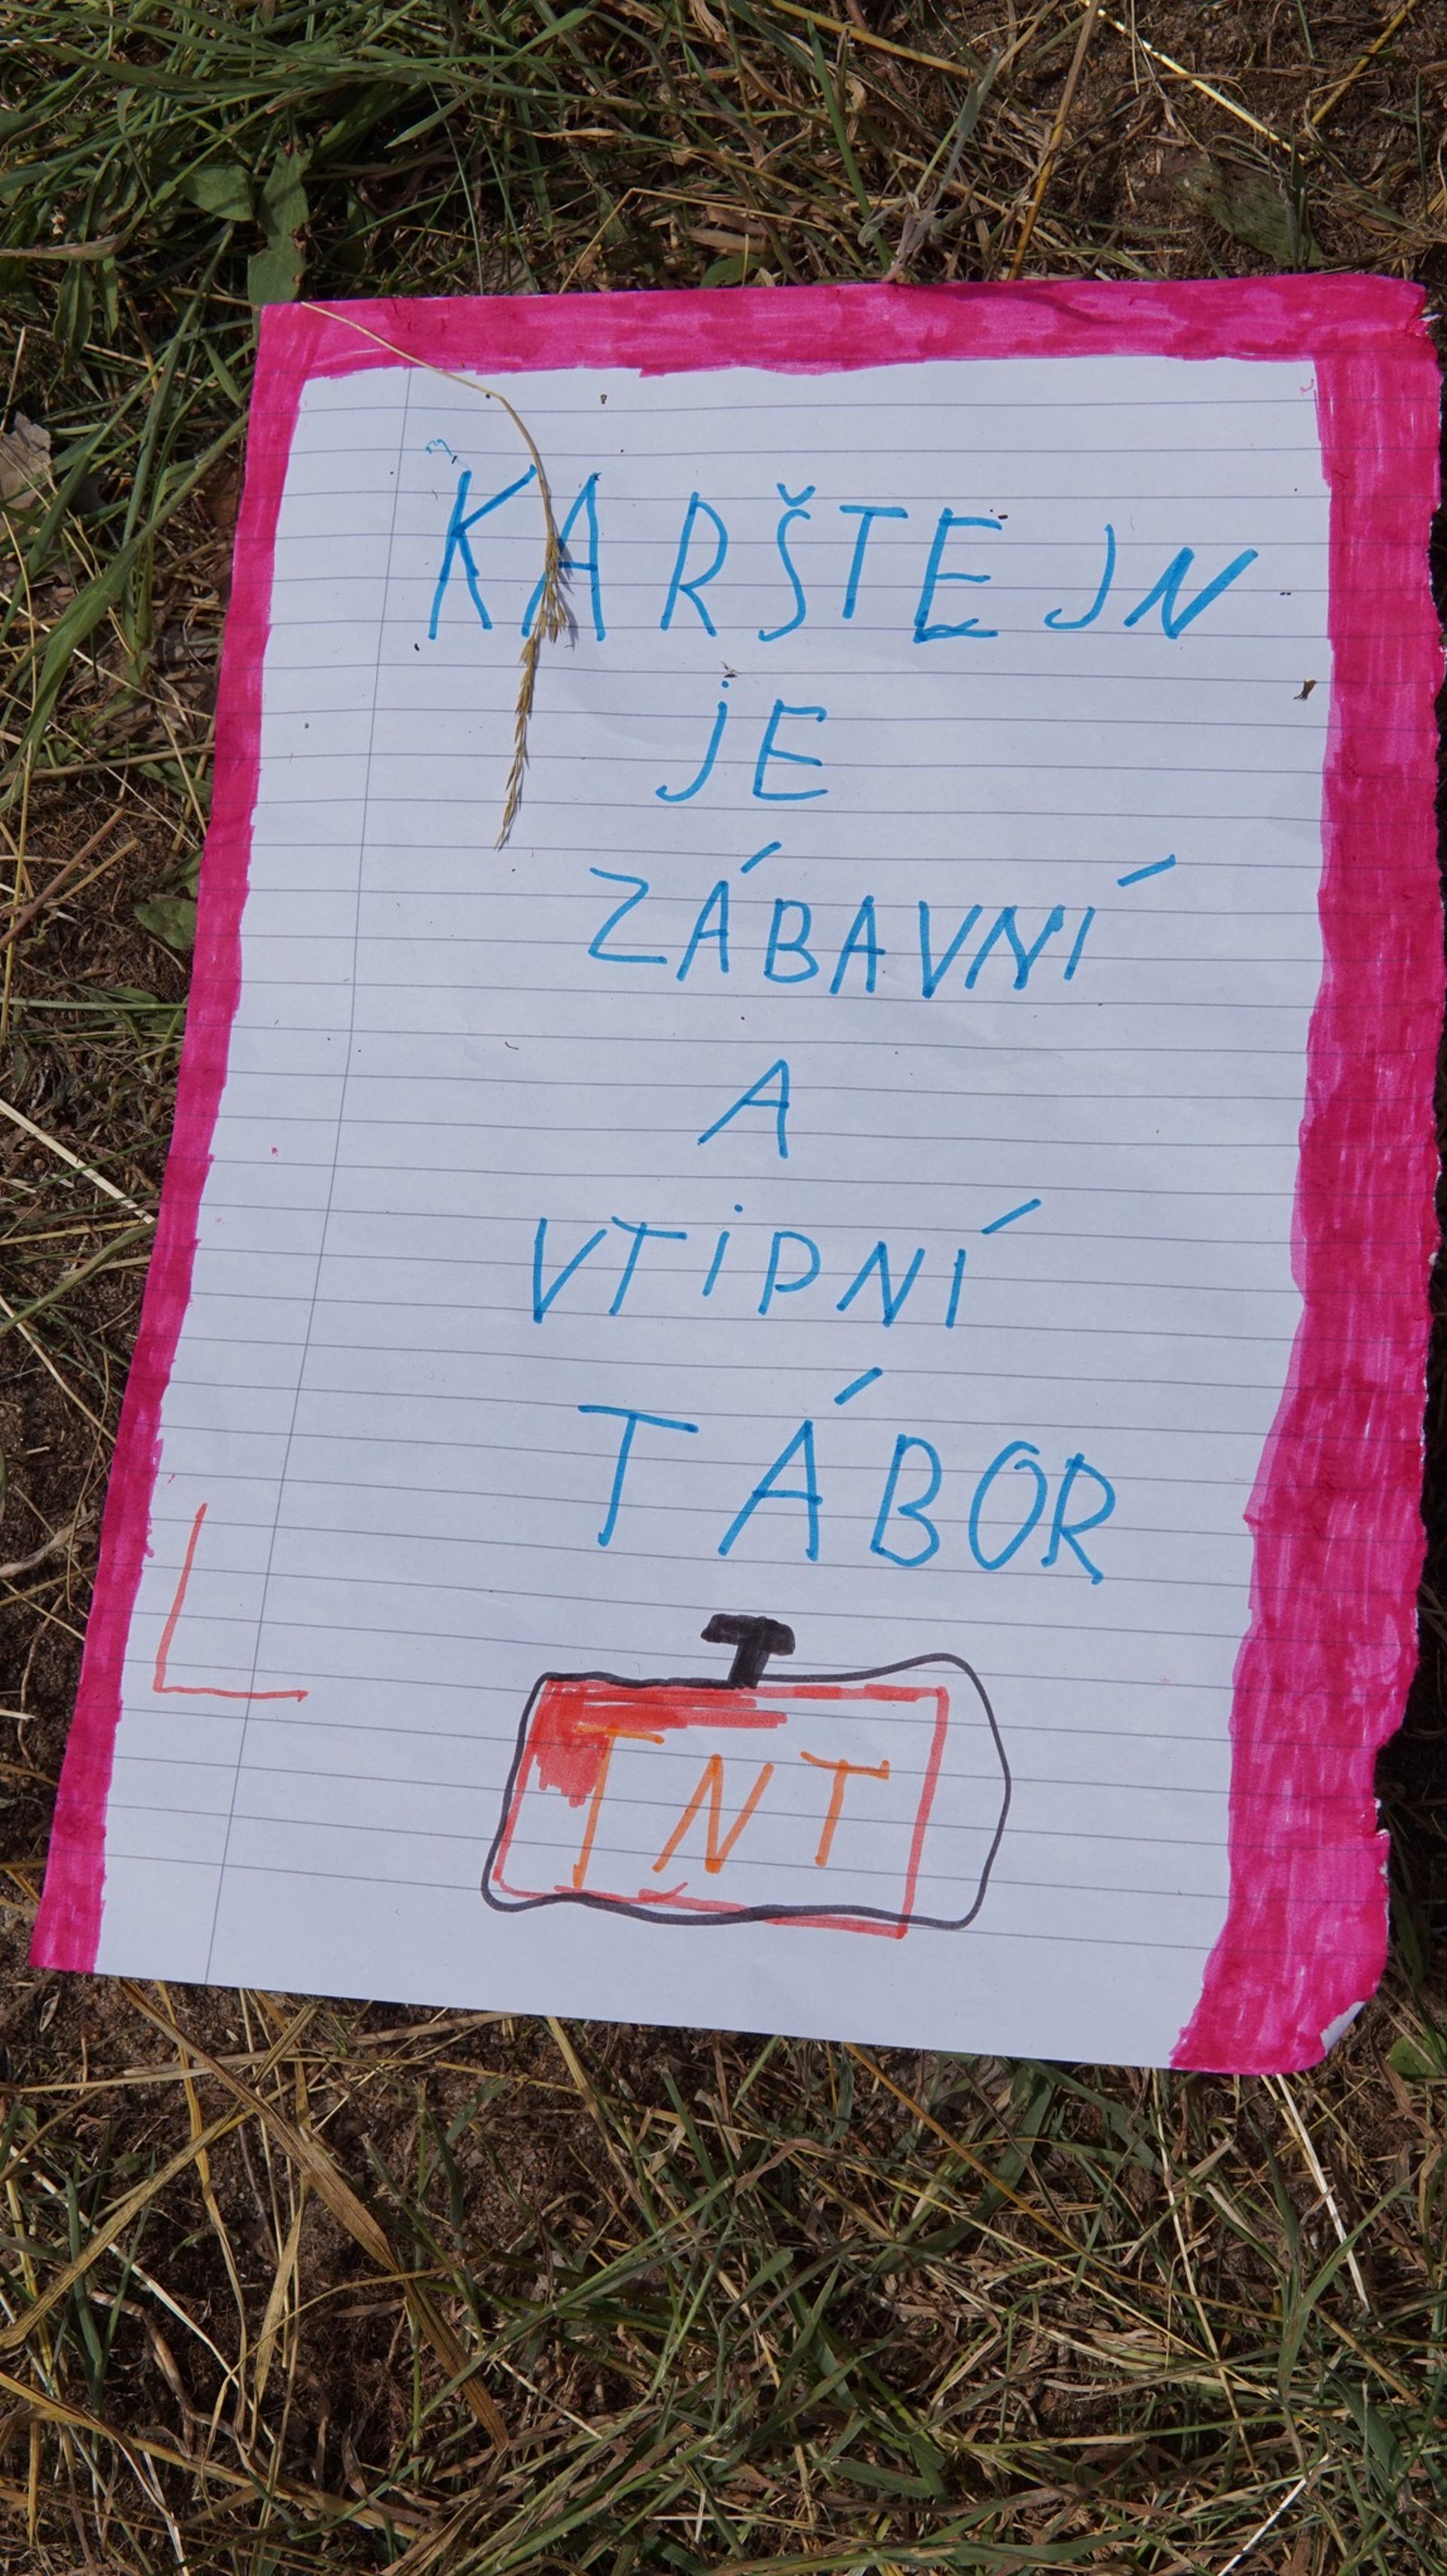 KARŠTEJN
jE
ZÁBAVNÍ
A
VTiPNÍ
TÁBOR
L
TNT